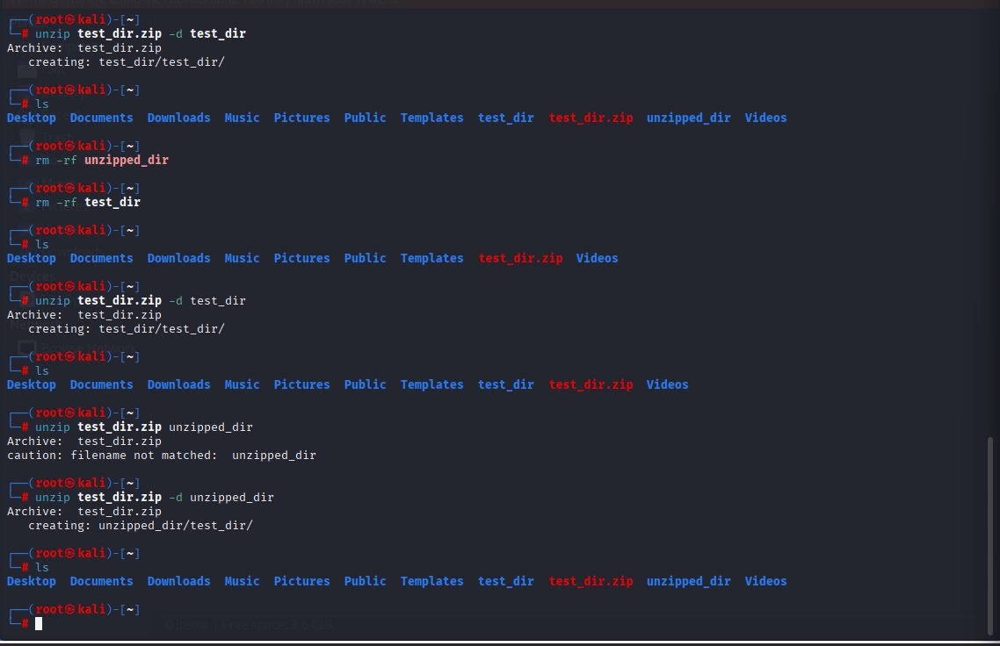 ┌──(root㉿kali)-[~]
└─# unzip test_dir.zip -d test_dir
Archive:  test_dir.zip
   creating: test_dir/test_dir/

┌──(root㉿kali)-[~]
└─# ls
Desktop  Documents  Downloads  Music  Pictures  Public  Templates  test_dir  test_dir.zip  unzipped_dir  Videos

┌──(root㉿kali)-[~]
└─# rm -rf unzipped_dir

┌──(root㉿kali)-[~]
└─# rm -rf test_dir

┌──(root㉿kali)-[~]
└─# ls
Desktop  Documents  Downloads  Music  Pictures  Public  Templates  test_dir.zip  Videos

┌──(root㉿kali)-[~]
└─# unzip test_dir.zip -d test_dir
Archive:  test_dir.zip
   creating: test_dir/test_dir/

┌──(root㉿kali)-[~]
└─# ls
Desktop  Documents  Downloads  Music  Pictures  Public  Templates  test_dir  test_dir.zip  Videos

┌──(root㉿kali)-[~]
└─# unzip test_dir.zip unzipped_dir
Archive:  test_dir.zip
caution: filename not matched:  unzipped_dir

┌──(root㉿kali)-[~]
└─# unzip test_dir.zip -d unzipped_dir
Archive:  test_dir.zip
   creating: unzipped_dir/test_dir/

┌──(root㉿kali)-[~]
└─# ls
Desktop  Documents  Downloads  Music  Pictures  Public  Templates  test_dir  test_dir.zip  unzipped_dir  Videos

┌──(root㉿kali)-[~]
└─#